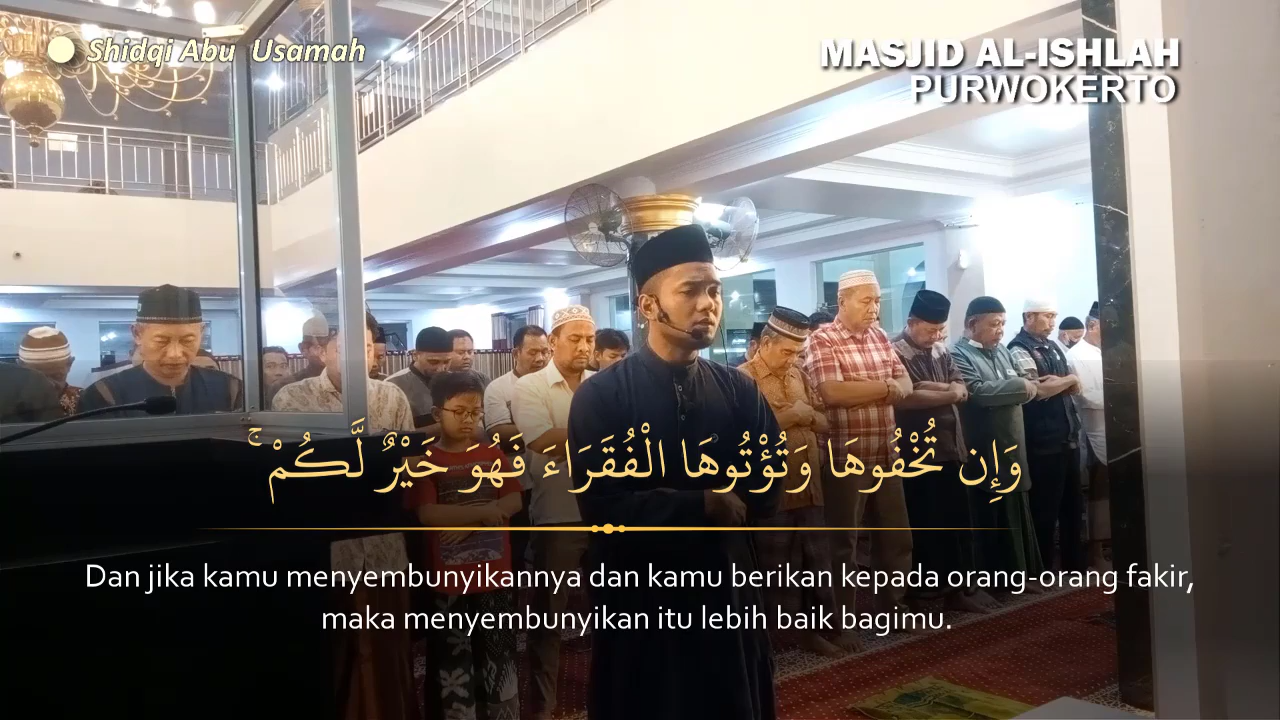 Shidqi Abu Usamah
MASJID AL-ISHLAH
PURWOKERTO
وَإِن تُخْفُوهَا وَتُؤْتُوهَا الْفُقَرَاءَ فَهُوَ خَيْرٌ لَّكُمْ ۚ
Dan jika kamu menyembunyikannya dan kamu berikan kepada orang-orang fakir,
maka menyembunyikan itu lebih baik bagimu.